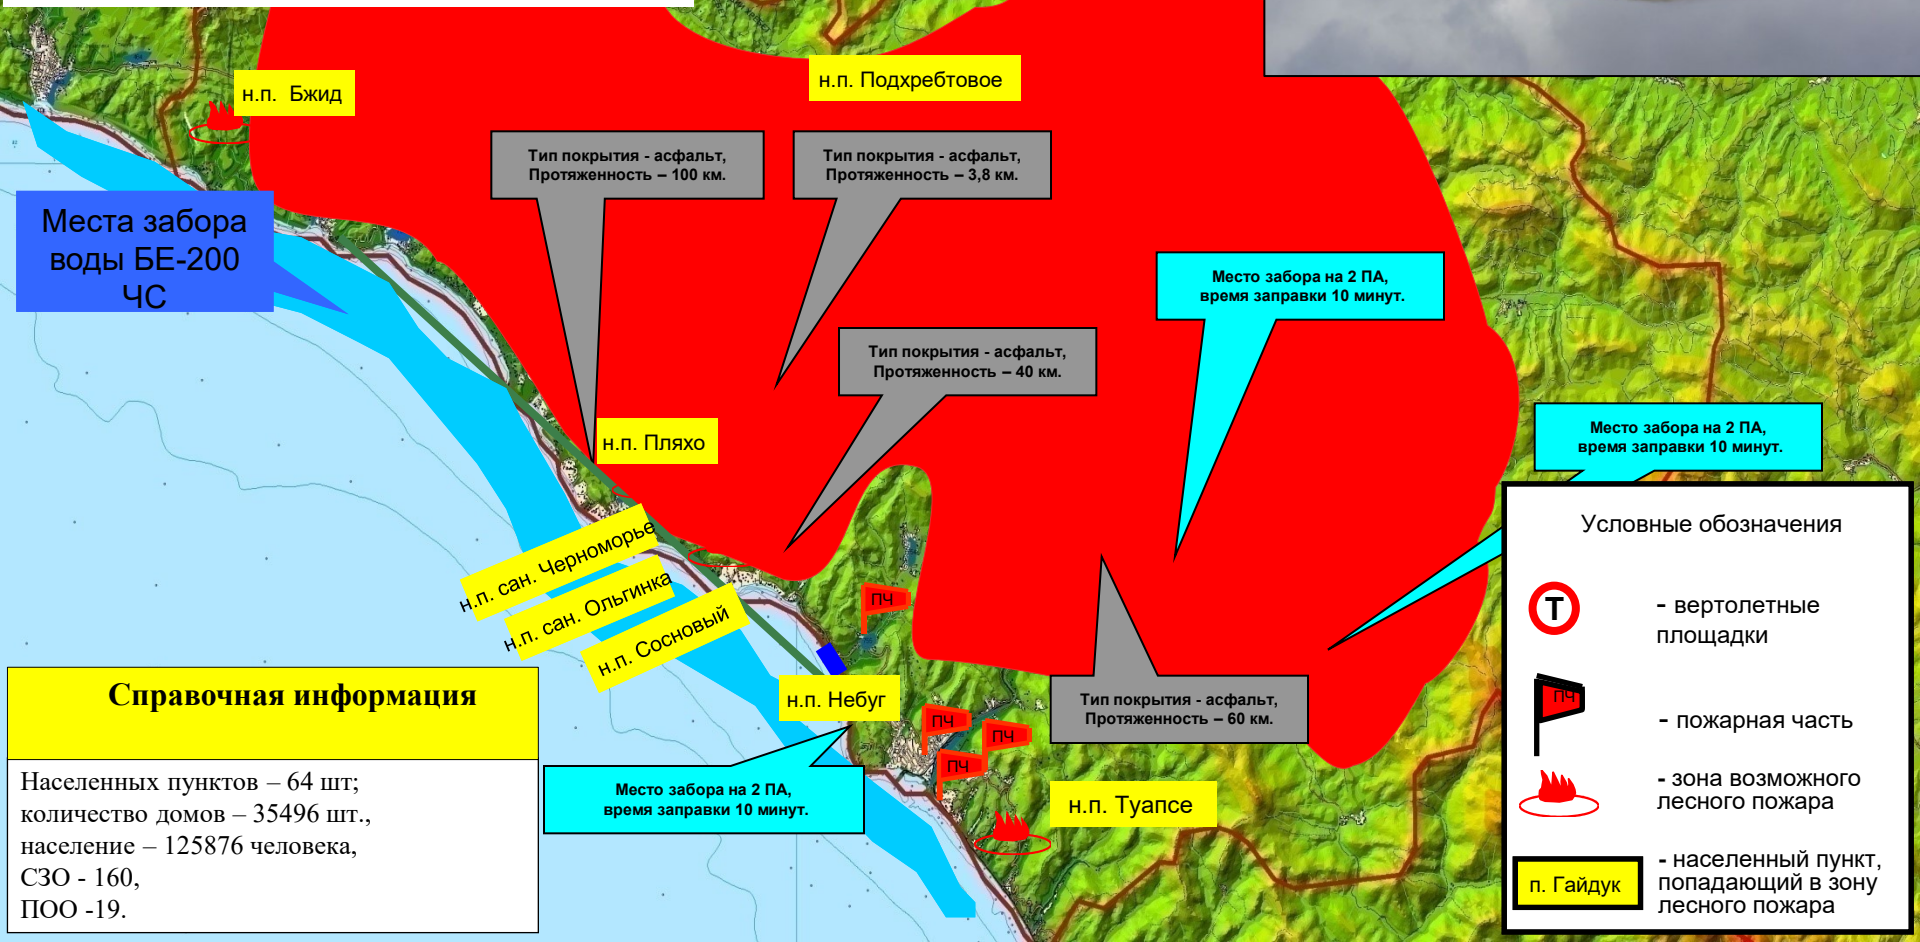 н.п. Бжид
н.п. Подхребтовое
Тип покрытия - асфальт,
Протяженность – 100 км.
Тип покрытия - асфальт,
Протяженность – 3,8 км.
Места забора
воды БЕ-200
ЧС
Место забора на 2 ПА,
время заправки 10 минут.
Тип покрытия - асфальт,
Протяженность – 40 км.
н.п. Пляхо
Место забора на 2 ПА,
время заправки 10 минут.
н.п. сан. Черноморье
н.п. сан. Ольгинка
н.п. Сосновый
ПЧ
н.п. Небуг
ПЧ
ПЧ
ПЧ
Тип покрытия - асфальт,
Протяженность – 60 км.
Место забора на 2 ПА,
время заправки 10 минут.
н.п. Туапсе
Справочная информация
Населенных пунктов – 64 шт;
количество домов – 35496 шт.,
население – 125876 человека,
СЗО - 160,
ПОО -19.
Условные обозначения
Т
- вертолетные
площадки
ПЧ
- пожарная часть
- зона возможного
лесного пожара
п. Гайдук
- населенный пункт,
попадающий в зону
лесного пожара